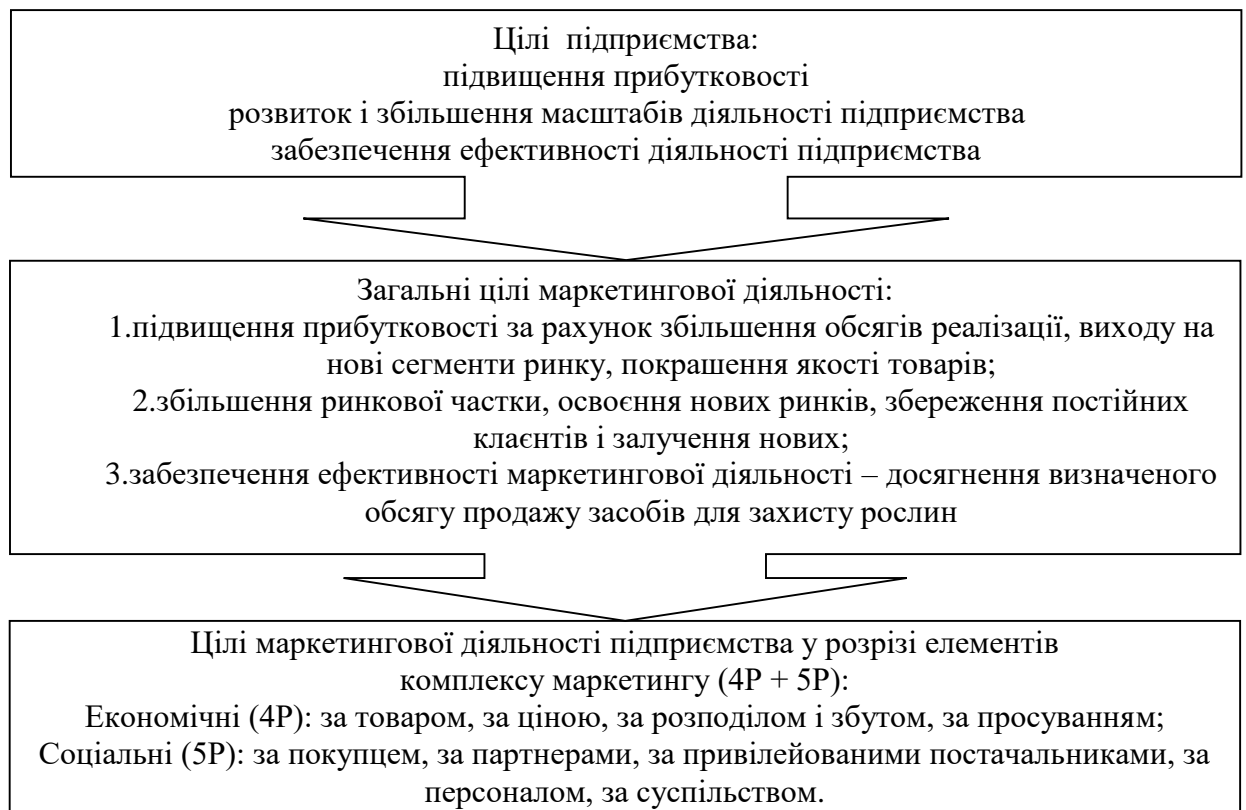 Цілі підприємства:
підвищення прибутковості
розвиток і збільшення масштабів діяльності підприємства
забезпечення ефективності діяльності підприємства
Загальні цілі маркетингової діяльності:
1.підвищення прибутковості за рахунок збільшення обсягів реалізації, виходу на
нові сегменти ринку, покрашення якості товарів;
2.збільшення ринкової частки, освоєння нових ринків, збереження постійних
клаєнтів і залучення нових;
3.забезпечення ефективності маркетингової діяльності – досягнення визначеного
обсягу продажу засобів для захисту рослин
Цілі маркетингової діяльності підприємства у розрізі елементів
комплексу маркетингу (4Р + 5Р):
Економічні (4Р): за товаром, за ціною, за розподілом і збутом, за просуванням;
Соціальні (5Р): за покупцем, за партнерами, за привілейованими постачальниками, за
персоналом, за суспільством.